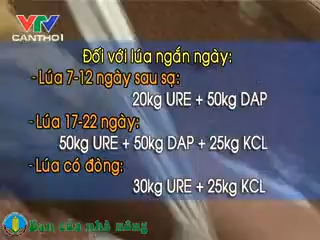 VTV
CANTHO1
Đối với lúa ngắn ngày:
- Lúa 7-12 ngày sau sạ:
20kg URE + 50kg DAP
- Lúa 17-22 ngày:
50kg URE + 50kg DAP + 25kg KCL
- Lúa có đòng:
30kg URE + 25kg KCL
Bạn của nhà nông